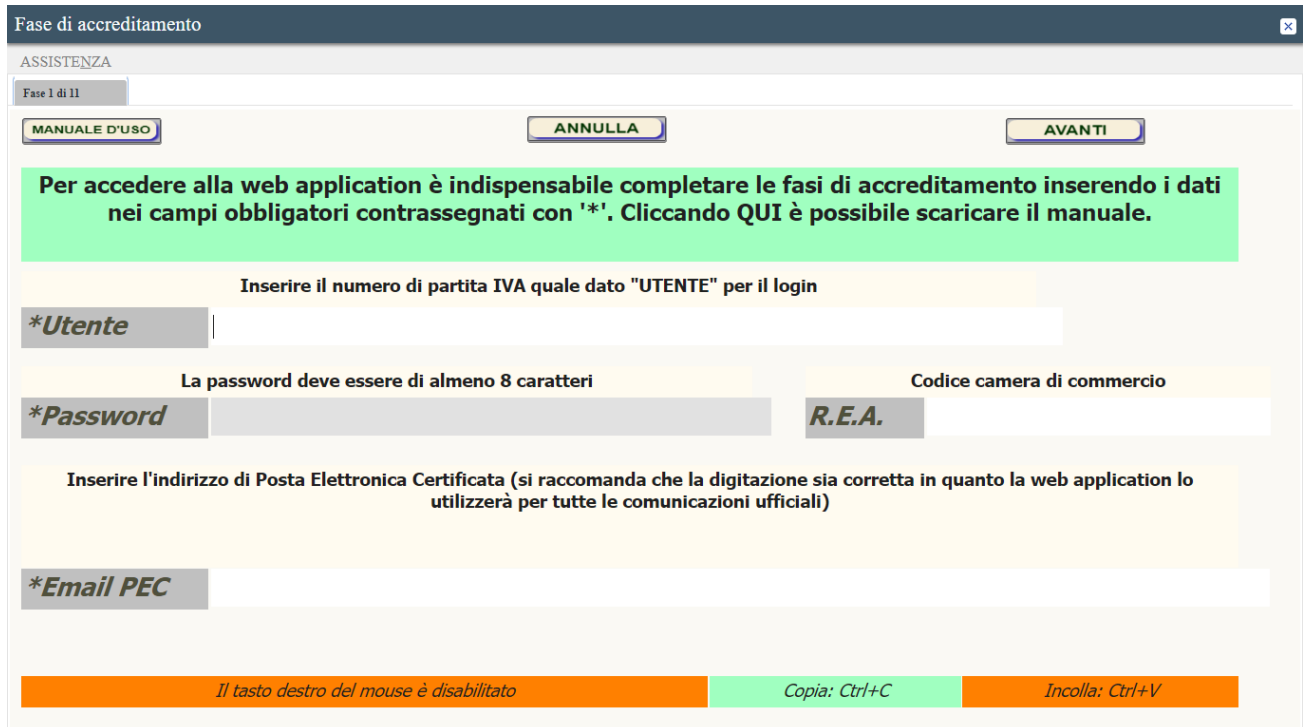 Fase di accreditamento
ASSISTENZA
Fase 1 di 11
MANUALE D'USO
ANNULLA
AVANTI
Per accedere alla web application è indispensabile completare le fasi di accreditamento inserendo i dati
nei campi obbligatori contrassegnati con '*'. Cliccando QUI è possibile scaricare il manuale.
Inserire il numero di partita IVA quale dato "UTENTE" per il login
*Utente
La password deve essere di almeno 8 caratteri
Codice camera di commercio
*Password
R.E.A.
Inserire l'indirizzo di Posta Elettronica Certificata (si raccomanda che la digitazione sia corretta in quanto la web application lo
utilizzerà per tutte le comunicazioni ufficiali)
*Email PEC
Il tasto destro del mouse è disabilitato
Copia: Ctrl+C
Incolla: Ctrl+V